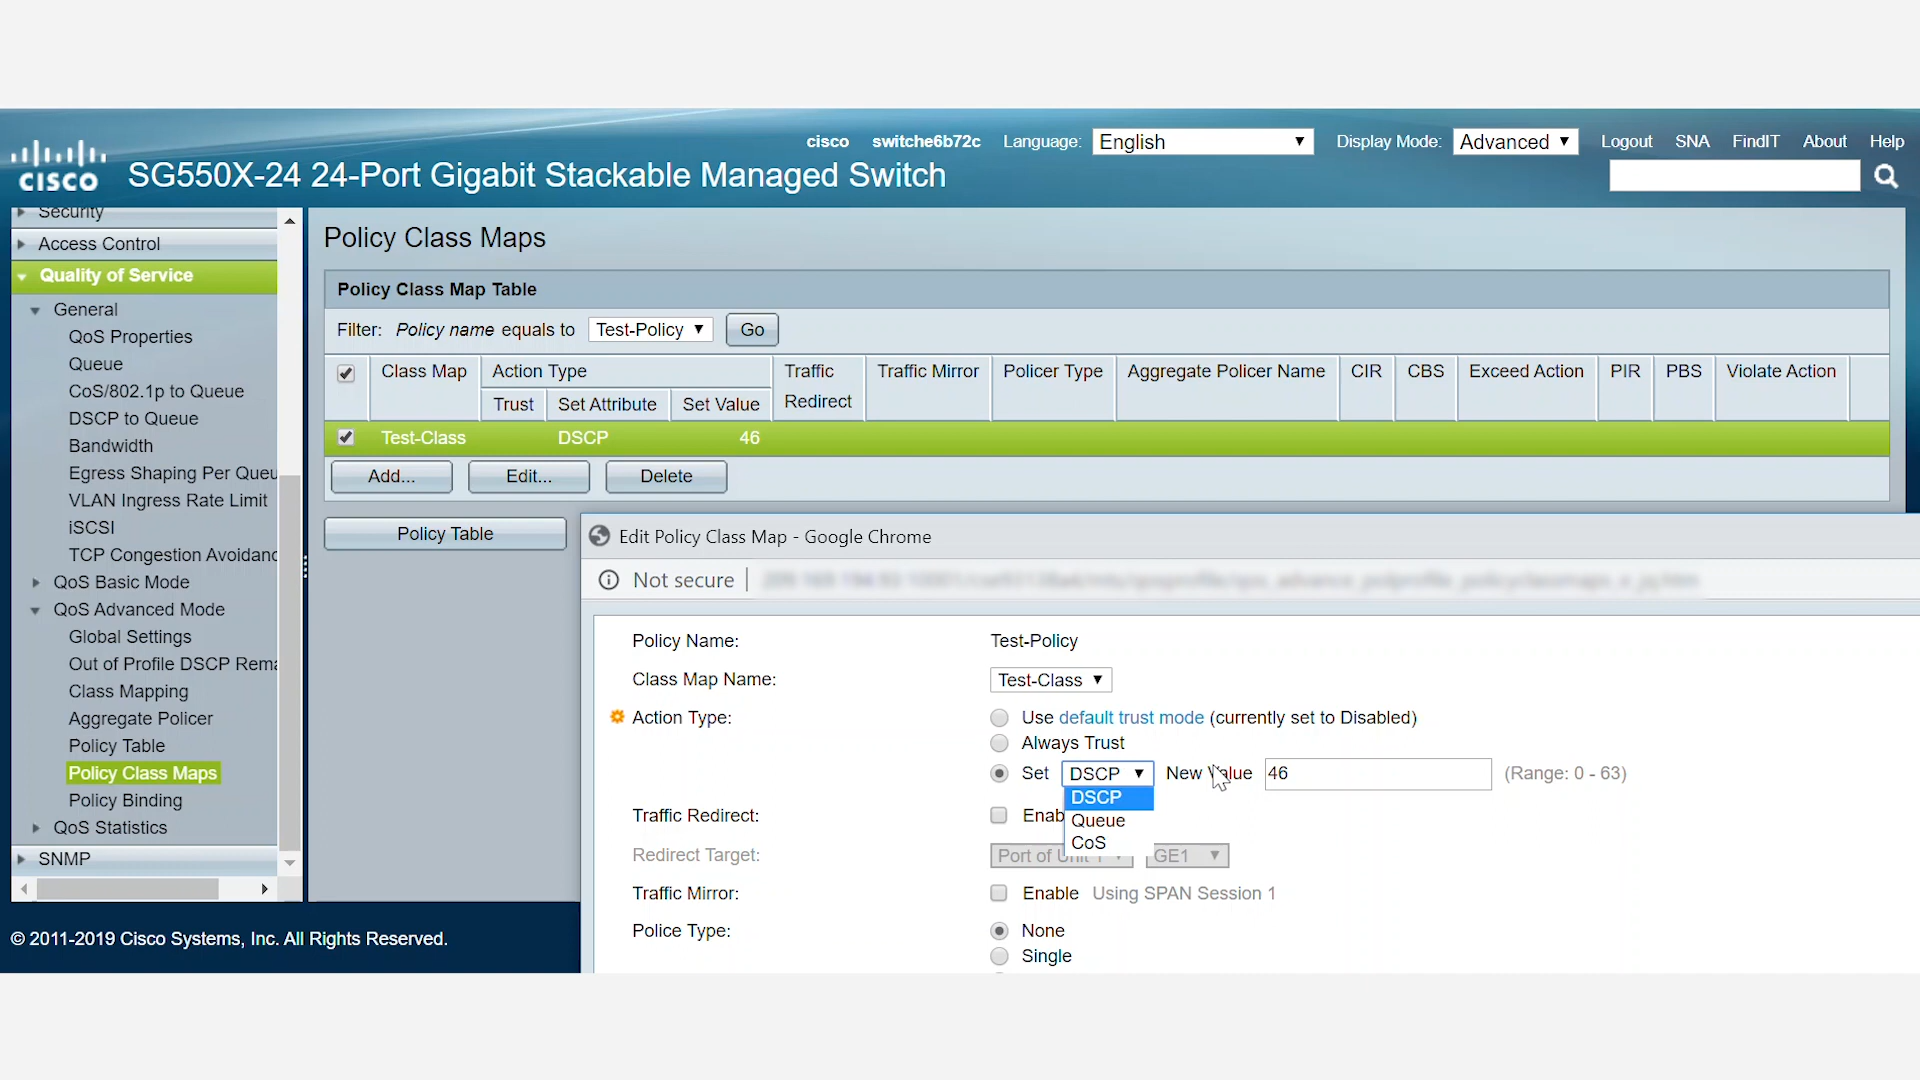 cisco switche6b72c Language: English Display Mode: Advanced Logout SNA FindIT About Help
CISCO SG550X-24 24-Port Gigabit Stackable Managed Switch
Security
Access Control
Quality of Service
General
QoS Properties
Queue
CoS/802.1p to Queue
DSCP to Queue
Bandwidth
Egress Shaping Per Queu
VLAN Ingress Rate Limit
iSCSI
TCP Congestion Avoidanc
QoS Basic Mode
QoS Advanced Mode
Global Settings
Out of Profile DSCP Rema
Class Mapping
Aggregate Policer
Policy Table
Policy Class Maps
Policy Binding
QoS Statistics
SNMP
Policy Class Maps
Policy Class Map Table
Filter: Policy name equals to Test-Policy Go
Class Map Action Type Traffic Redirect Traffic Mirror Policer Type Aggregate Policer Name CIR CBS Exceed Action PIR PBS Violate Action
Trust Set Attribute Set Value
Test-Class DSCP 46
Add... Edit... Delete
Policy Table
Edit Policy Class Map - Google Chrome
Not secure
Policy Name: Test-Policy
Class Map Name: Test-Class
Action Type: Use default trust mode (currently set to Disabled)
Always Trust
Set DSCP New Value 46 (Range: 0 - 63)
DSCP
Queue
CoS
Traffic Redirect: Enab
Redirect Target: Port of Unit 1 GE1
Traffic Mirror: Enable Using SPAN Session 1
Police Type: None
Single
© 2011-2019 Cisco Systems, Inc. All Rights Reserved.